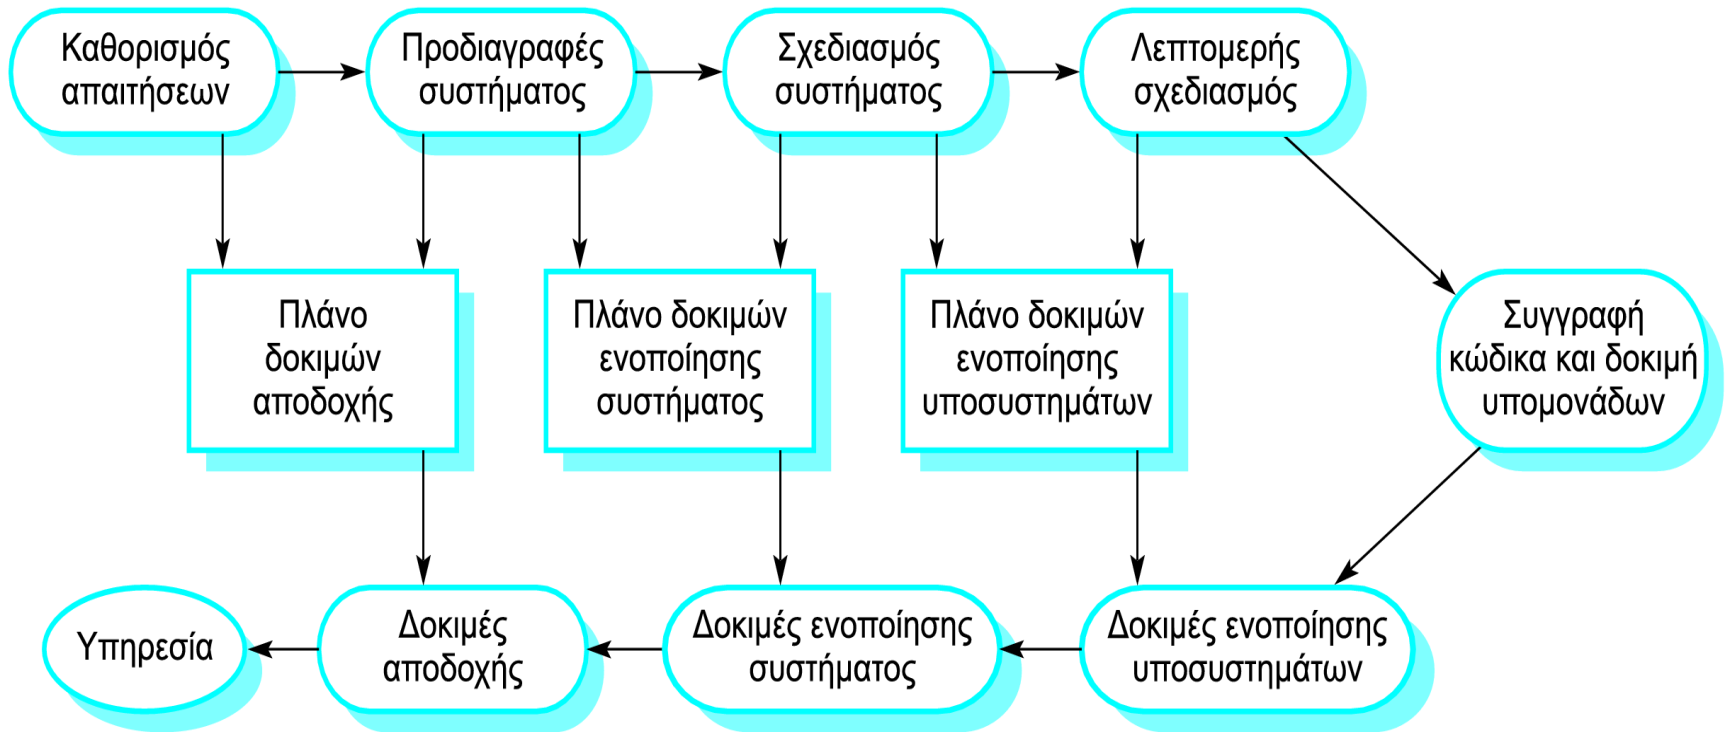 Καθορισμός
απαιτήσεων
Προδιαγραφές
συστήματος
Σχεδιασμός
συστήματος
Λεπτομερής
σχεδιασμός
Πλάνο
δοκιμών
αποδοχής
Πλάνο δοκιμών
ενοποίησης
συστήματος
Πλάνο δοκιμών
ενοποίησης
υποσυστημάτων
Συγγραφή
κώδικα και δοκιμή
υπομονάδων
Υπηρεσία
Δοκιμές
αποδοχής
Δοκιμές ενοποίησης
συστήματος
Δοκιμές ενοποίησης
υποσυστημάτων